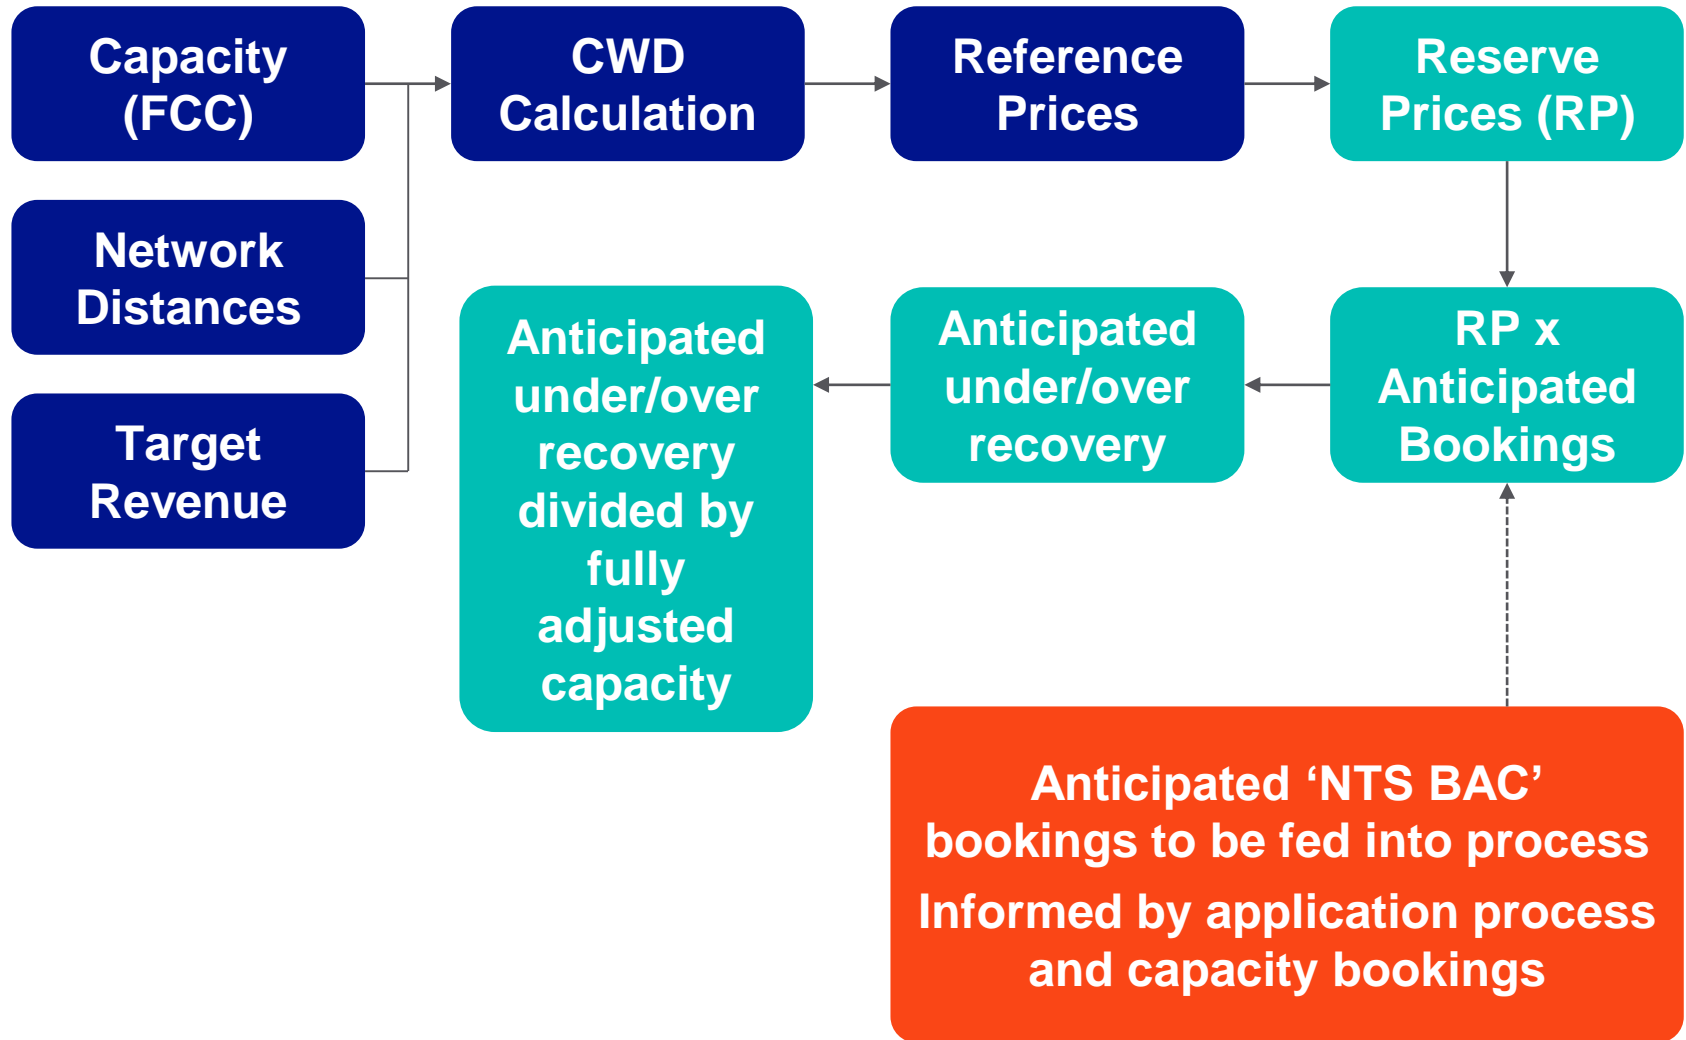 Capacity
(FCC)
CWD
Calculation
Reference
Prices
Reserve
Prices (RP)
Network
Distances
Target
Revenue
Anticipated
under/over
recovery
divided by
fully
adjusted
capacity
Anticipated
under/over
recovery
RP x
Anticipated
Bookings
Anticipated ‘NTS BAC’
bookings to be fed into process
Informed by application process
and capacity bookings